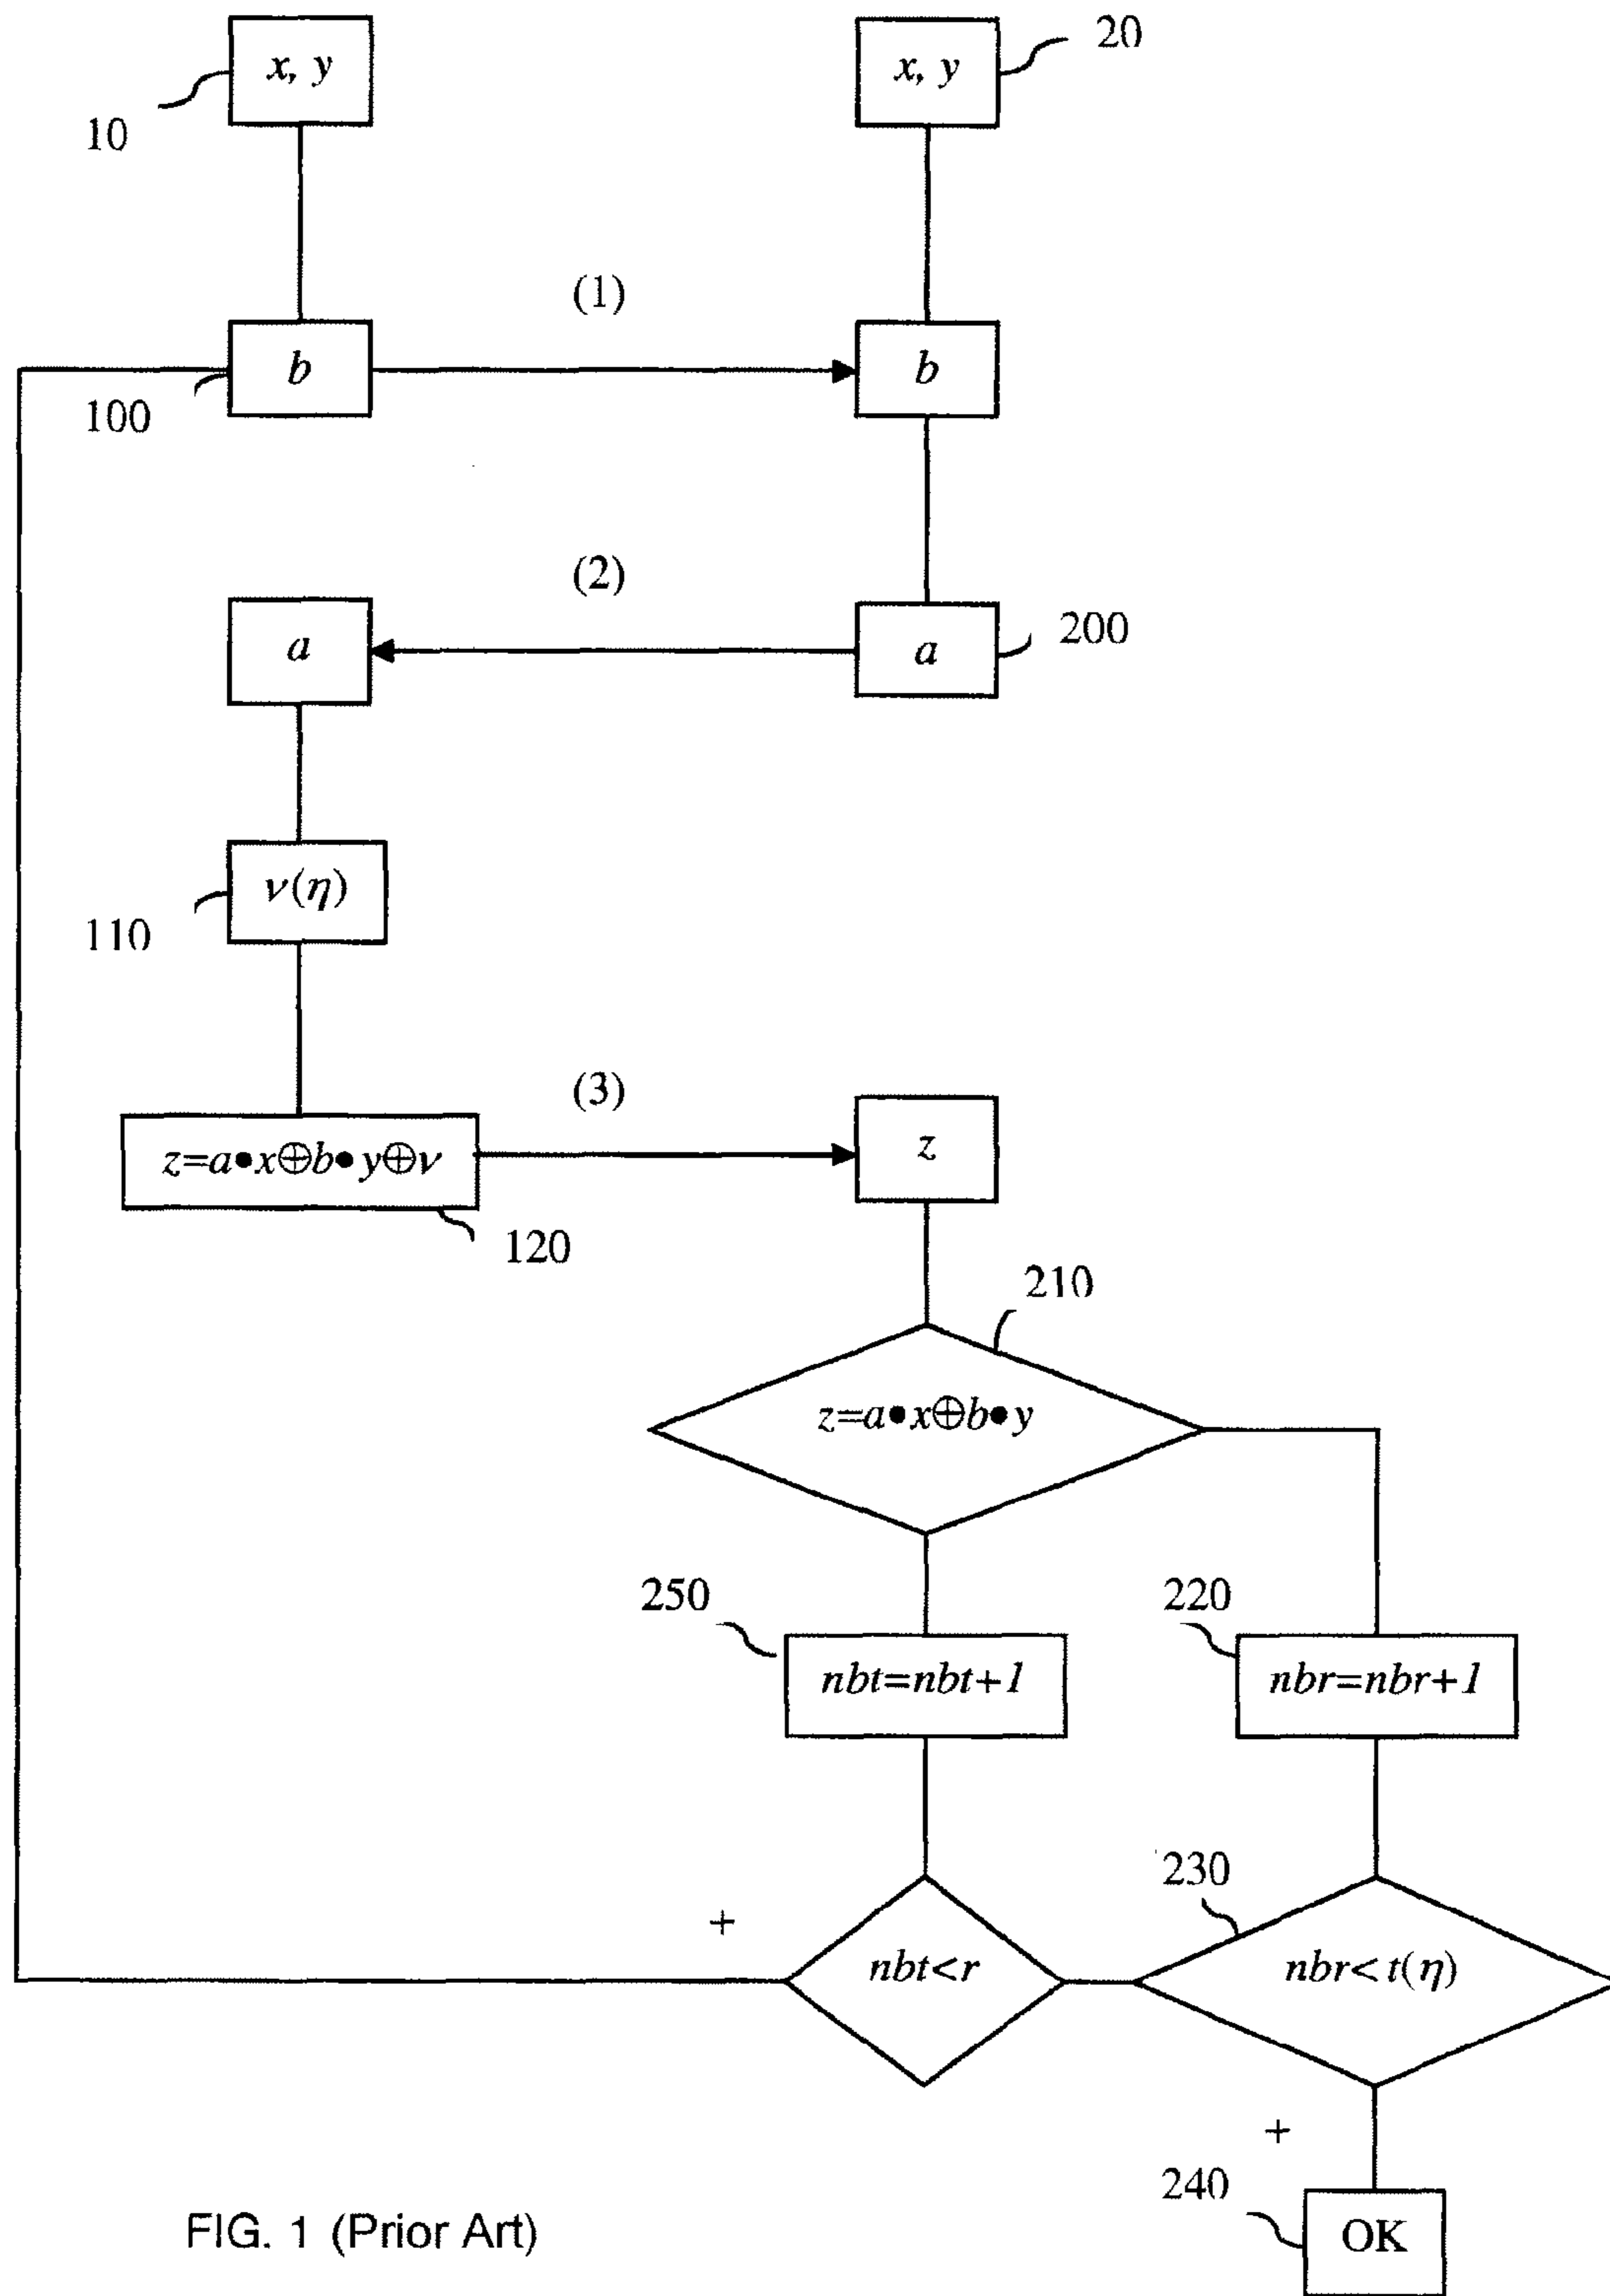 x, y
x, y
20
10
(1)
b
b
100
(2)
a
a
200
ν(η)
110
(3)
z=a•x⊕b•y⊕ν
z
120
210
z=a•x⊕b•y
250
220
nbt=nbt+1
nbr=nbr+1
230
+
nbt<r
nbr<t(η)
+
240
OK
FIG. 1 (Prior Art)